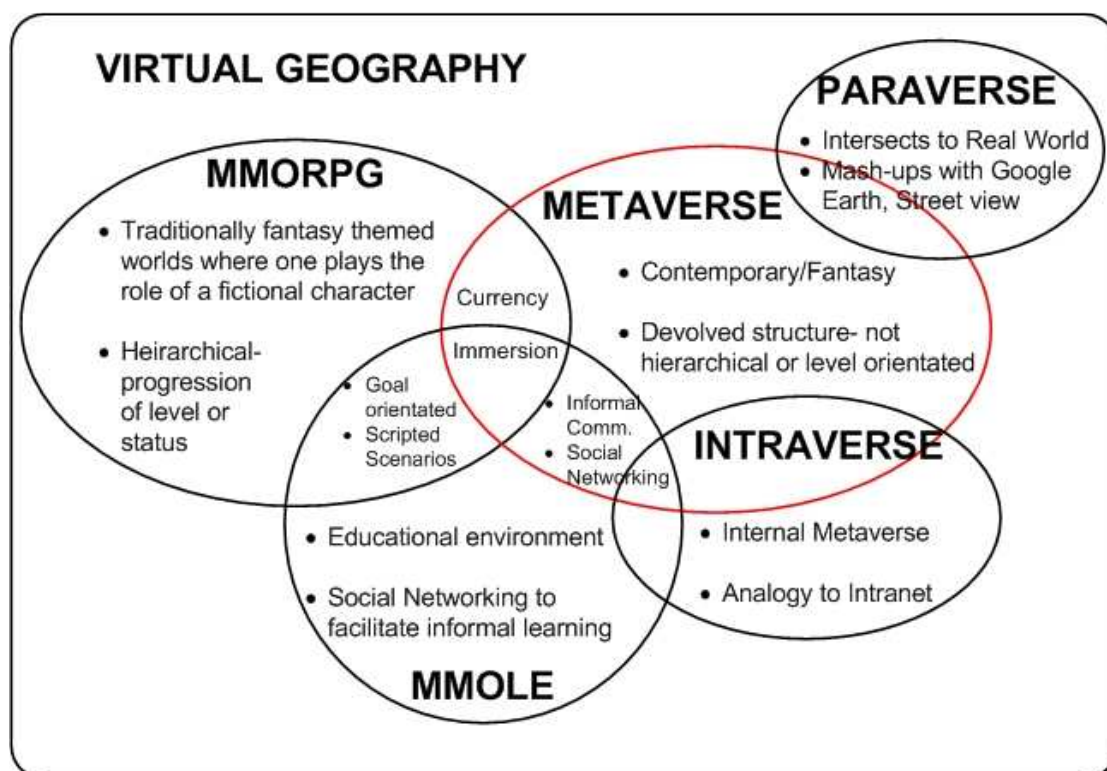 VIRTUAL GEOGRAPHY
PARAVERSE
• Intersects to Real World
• Mash-ups with Google
Earth, Street view
MMORPG
• Traditionally fantasy themed
worlds where one plays the
role of a fictional character
• Heirarchical-
progression
of level or
status
METAVERSE
• Contemporary/Fantasy
• Devolved structure- not
hierarchical or level orientated
Currency
Immersion
• Goal
orientated
• Scripted
Scenarios
• Informal
Comm.
• Social
Networking
INTRAVERSE
• Internal Metaverse
• Analogy to Intranet
• Educational environment
• Social Networking to
facilitate informal learning
MMOLE